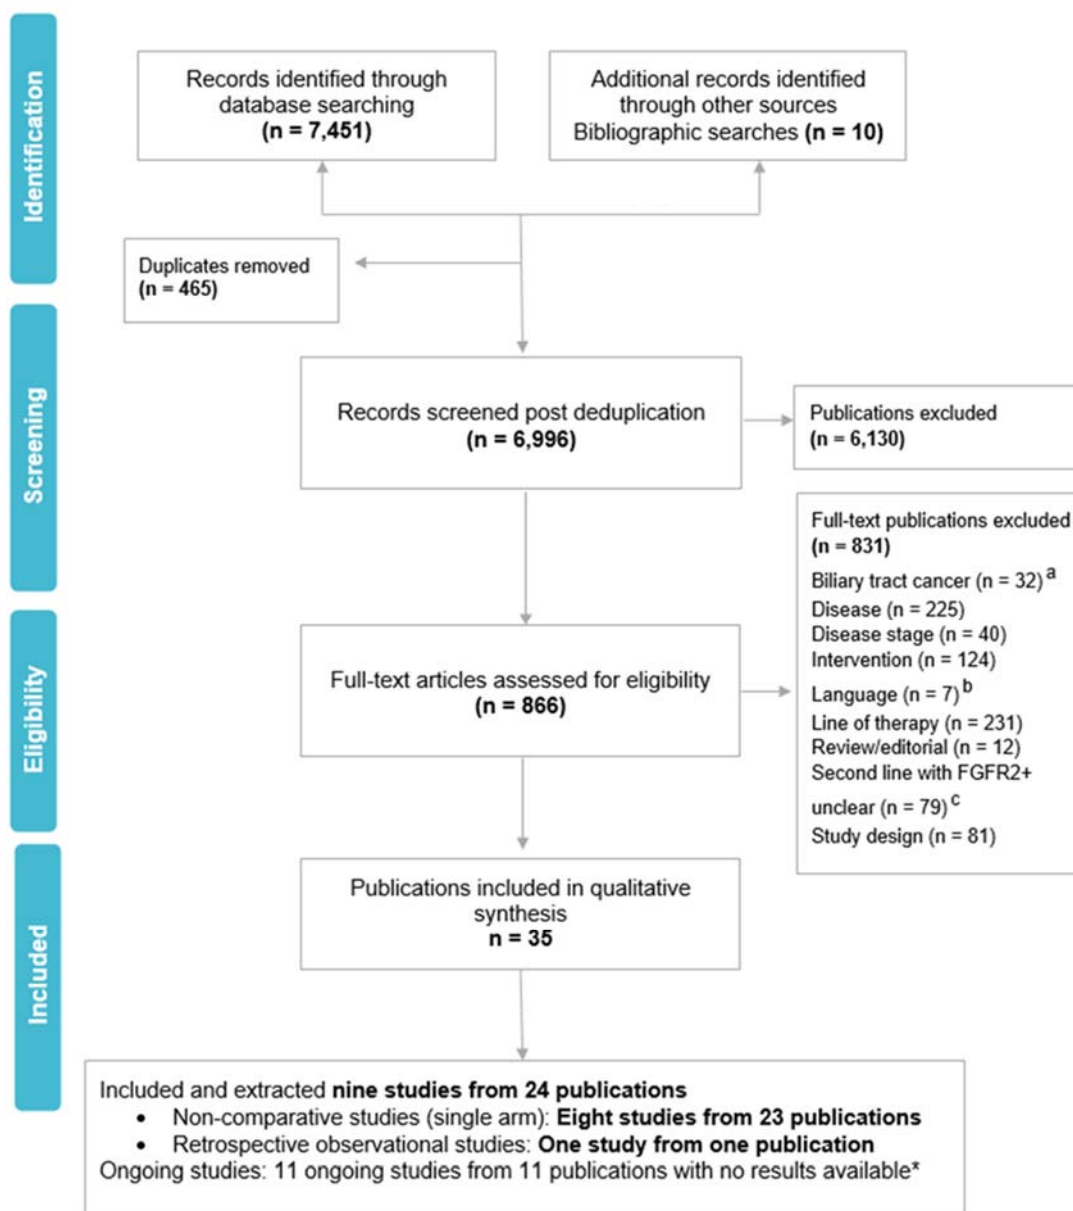 Identification
Records identified through
database searching
(n = 7,451)
Additional records identified
through other sources
Bibliographic searches (n = 10)
Duplicates removed
(n = 465)
Screening
Records screened post deduplication
(n = 6,996)
Publications excluded
(n = 6,130)
Eligibility
Full-text articles assessed for eligibility
(n = 866)
Full-text publications excluded
(n = 831)
Biliary tract cancer (n = 32) a
Disease (n = 225)
Disease stage (n = 40)
Intervention (n = 124)
Language (n = 7) b
Line of therapy (n = 231)
Review/editorial (n = 12)
Second line with FGFR2+
unclear (n = 79) c
Study design (n = 81)
Included
Publications included in qualitative
synthesis
n = 35
Included and extracted nine studies from 24 publications
• Non-comparative studies (single arm): Eight studies from 23 publications
• Retrospective observational studies: One study from one publication
Ongoing studies: 11 ongoing studies from 11 publications with no results available*